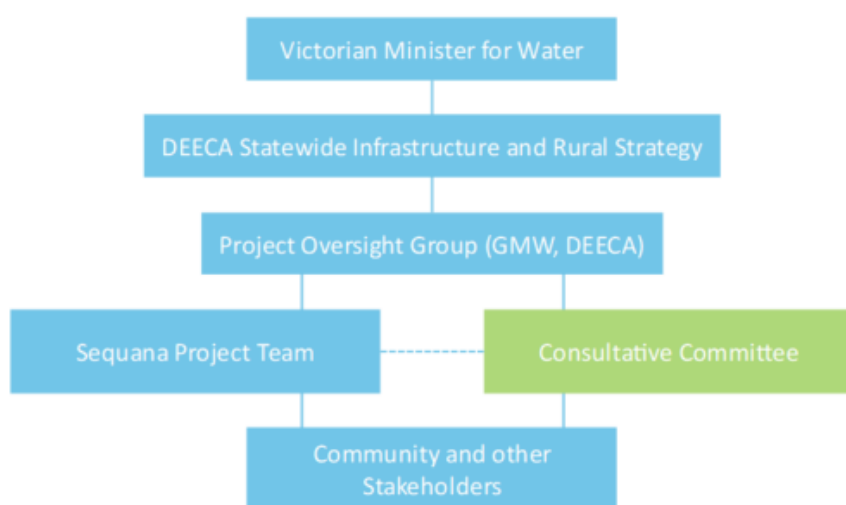 Victorian Minister for Water
DEECA Statewide Infrastructure and Rural Strategy
Project Oversight Group (GMW, DEECA)
Sequana Project Team
Consultative Committee
Community and other
Stakeholders